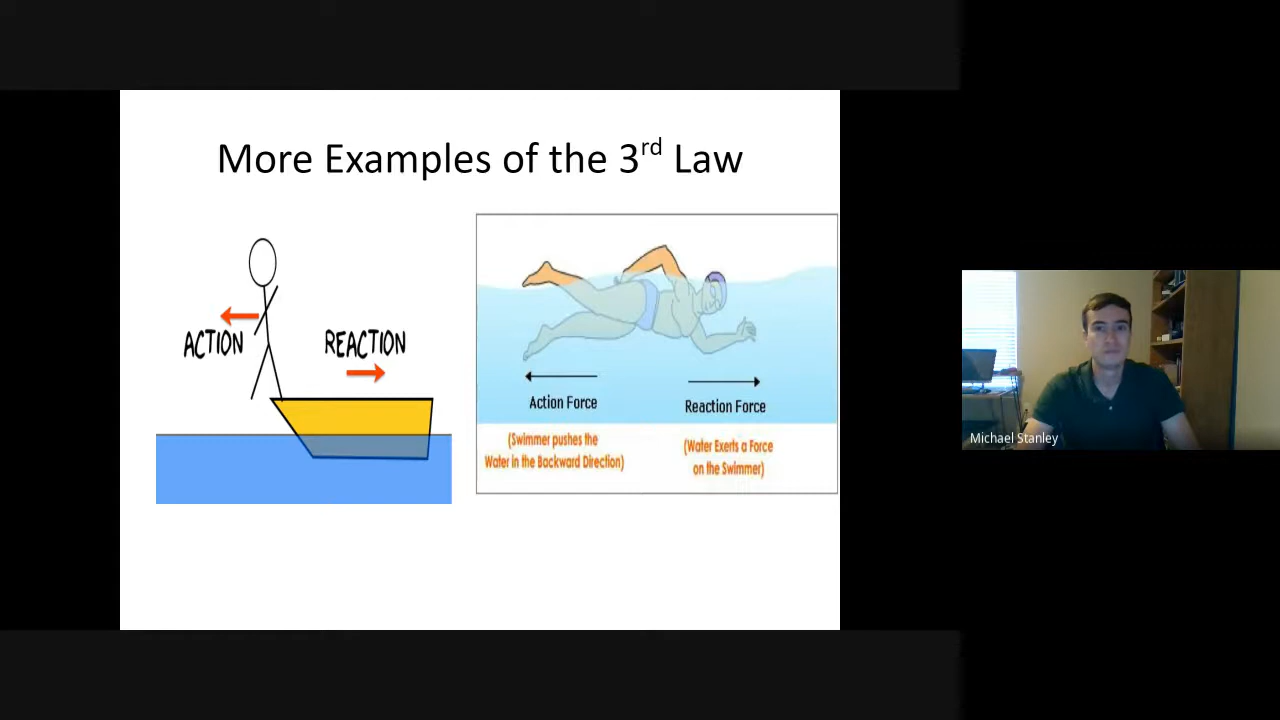 More Examples of the 3rd Law
ACTION
REACTION
Action Force
Reaction Force
(Swimmer pushes the
Water in the Backward Direction)
(Water Exerts a Force
on the Swimmer)
Michael Stanley